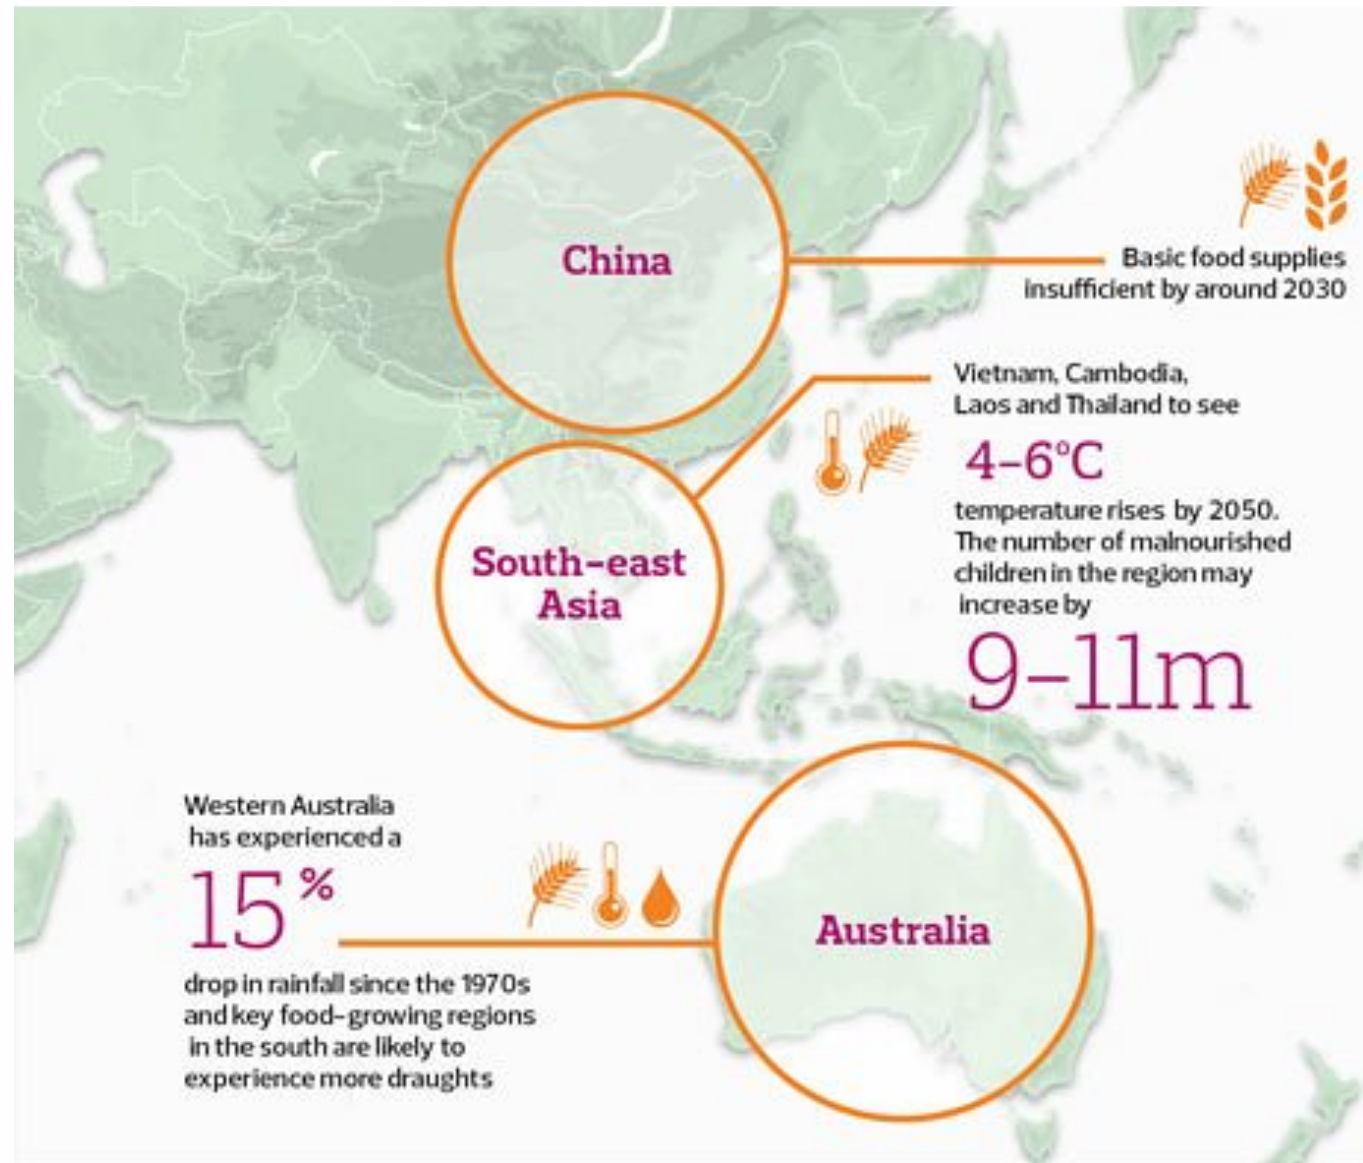 China
Basic food supplies
insufficient by around 2030
Vietnam, Cambodia,
Laos and Thailand to see
4–6°C
temperature rises by 2050.
The number of malnourished
children in the region may
increase by
9–11m
South-east
Asia
Western Australia
has experienced a
15%
drop in rainfall since the 1970s
and key food-growing regions
in the south are likely to
experience more draughts
Australia